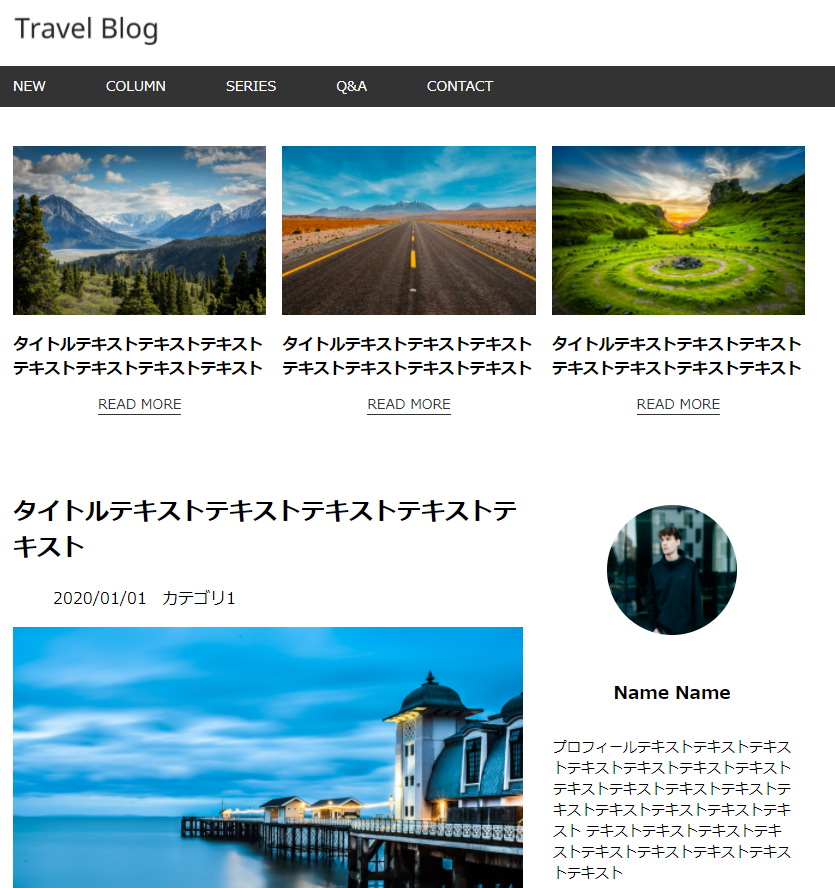 Travel Blog
NEW COLUMN SERIES Q&A CONTACT
タイトルテキストテキストテキスト
テキストテキストテキストテキスト
READ MORE
タイトルテキストテキストテキスト
テキストテキストテキストテキスト
READ MORE
タイトルテキストテキストテキスト
テキストテキストテキストテキスト
READ MORE
タイトルテキストテキストテキストテキストテ
キスト
2020/01/01 カテゴリ1
Name Name
プロフィールテキストテキストテキス
トテキストテキストテキストテキスト
テキストテキストテキストテキストテ
キストテキストテキストテキストテキ
スト テキストテキストテキストテキ
ストテキストテキストテキストテキス
トテキスト